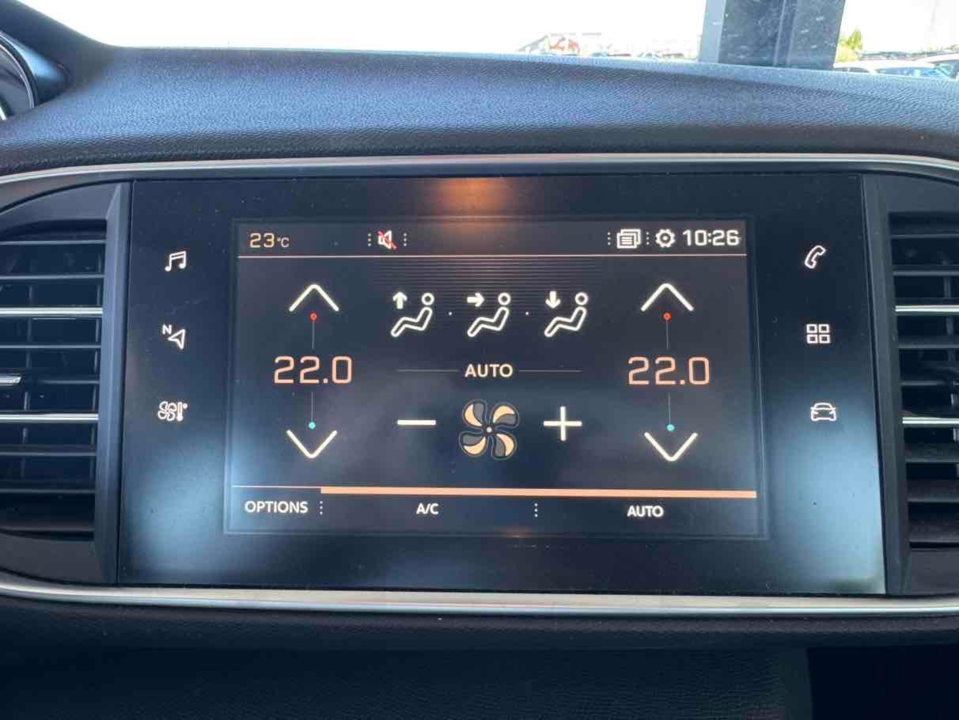 23°C 10:26
N
22.0 AUTO 22.0
OPTIONS A/C AUTO